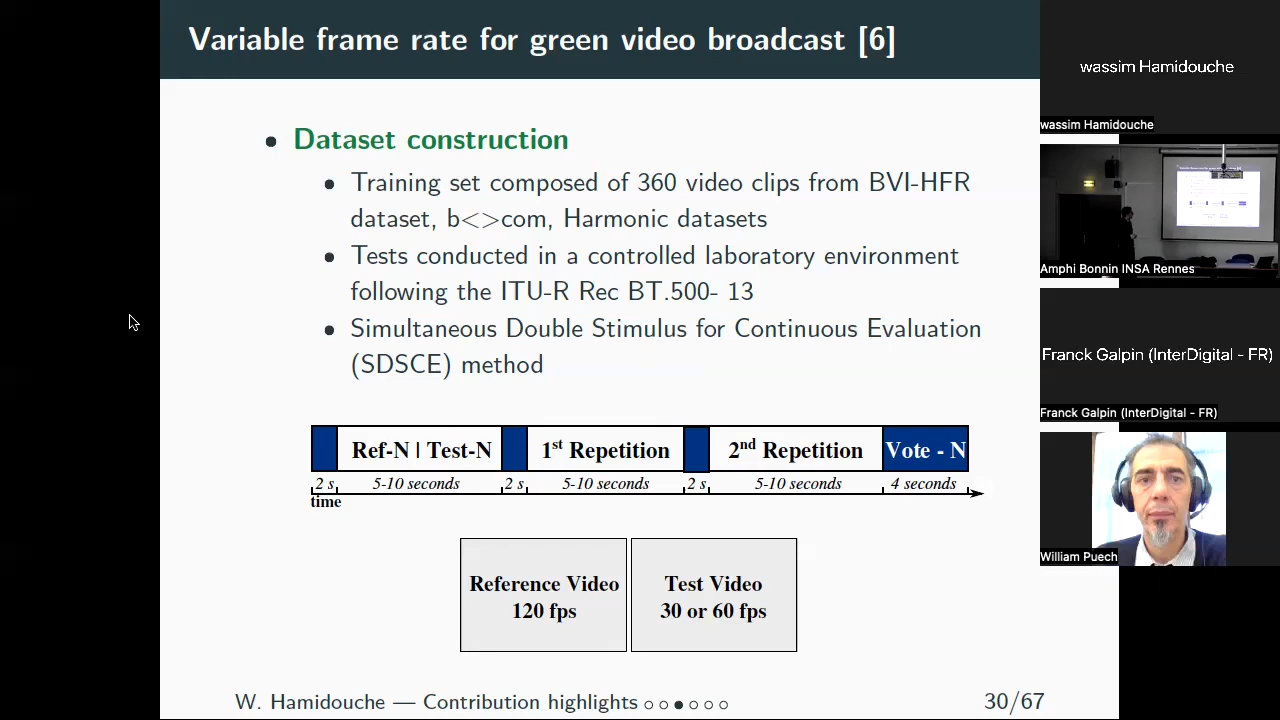 Variable frame rate for green video broadcast [6]
Dataset construction
Training set composed of 360 video clips from BVI-HFR
dataset, b<>com, Harmonic datasets
Tests conducted in a controlled laboratory environment
following the ITU-R Rec BT.500- 13
Simultaneous Double Stimulus for Continuous Evaluation
(SDSCE) method
Ref-N | Test-N 1st Repetition 2nd Repetition Vote - N
2 s 5-10 seconds 2 s 5-10 seconds 2 s 5-10 seconds 4 seconds
time
Reference Video
120 fps
Test Video
30 or 60 fps
W. Hamidouche — Contribution highlights
30/67
wassim Hamidouche
wassim Hamidouche
Amphi Bonnin INSA Rennes
Franck Galpin (InterDigital - FR)
Franck Galpin (InterDigital - FR)
William Puech